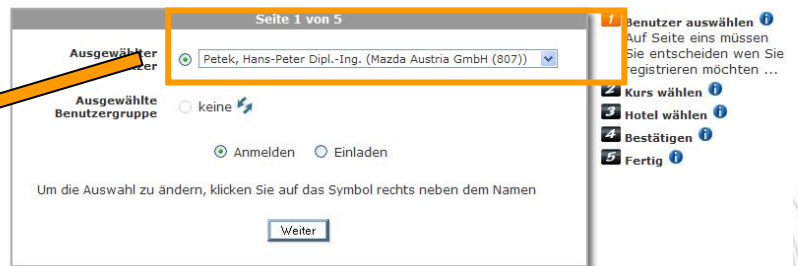 Seite 1 von 5
Ausgewählter
Petek, Hans-Peter Dipl.-Ing. (Mazda Austria GmbH (807))
Ausgewählte
Benutzergruppe
keine
Anmelden Einladen
Um die Auswahl zu ändern, klicken Sie auf das Symbol rechts neben dem Namen
Weiter
1 Benutzer auswählen
Auf Seite eins müssen
Sie entscheiden wen Sie
registrieren möchten ...
2 Kurs wählen
3 Hotel wählen
4 Bestätigen
5 Fertig